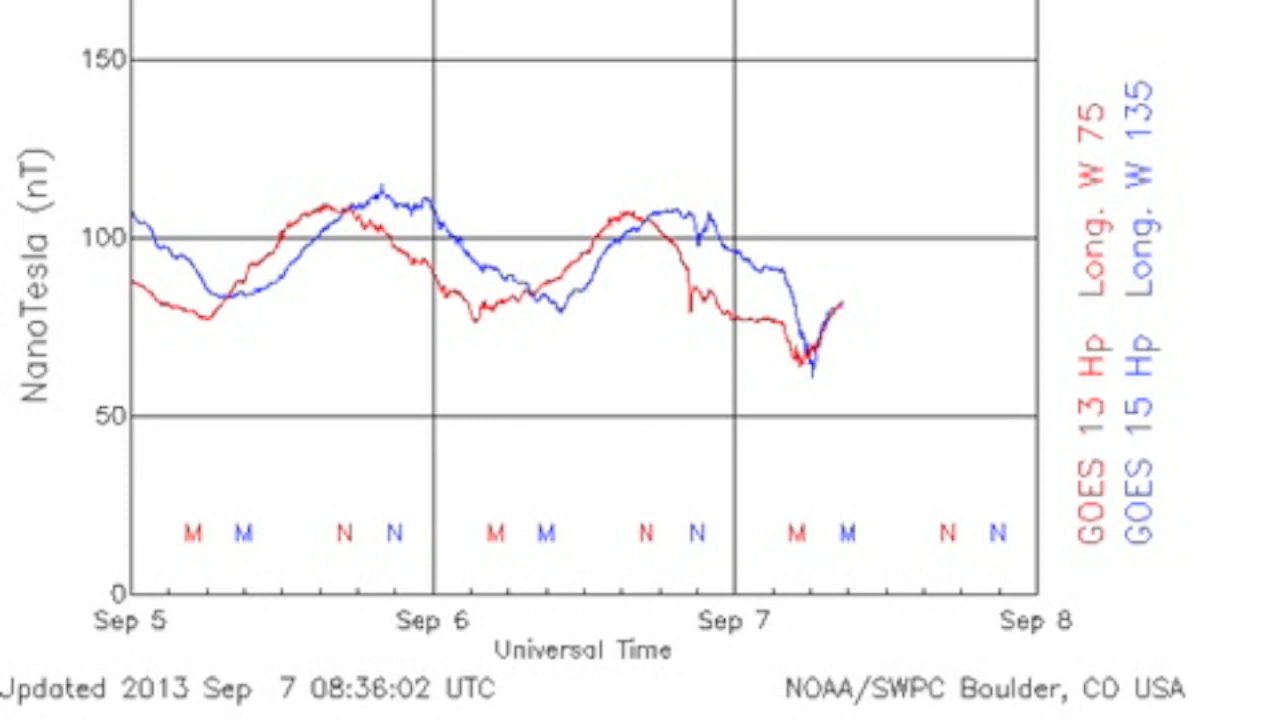 150
100
50
0
NanoTesla (nT)
M M N N M M N N M M N N
Sep 5 Sep 6 Sep 7 Sep 8
Universal Time
Updated 2013 Sep 7 08:36:02 UTC
NOAA/SWPC Boulder, CO USA
GOES 13 Hp Long. W 75
GOES 15 Hp Long. W 135